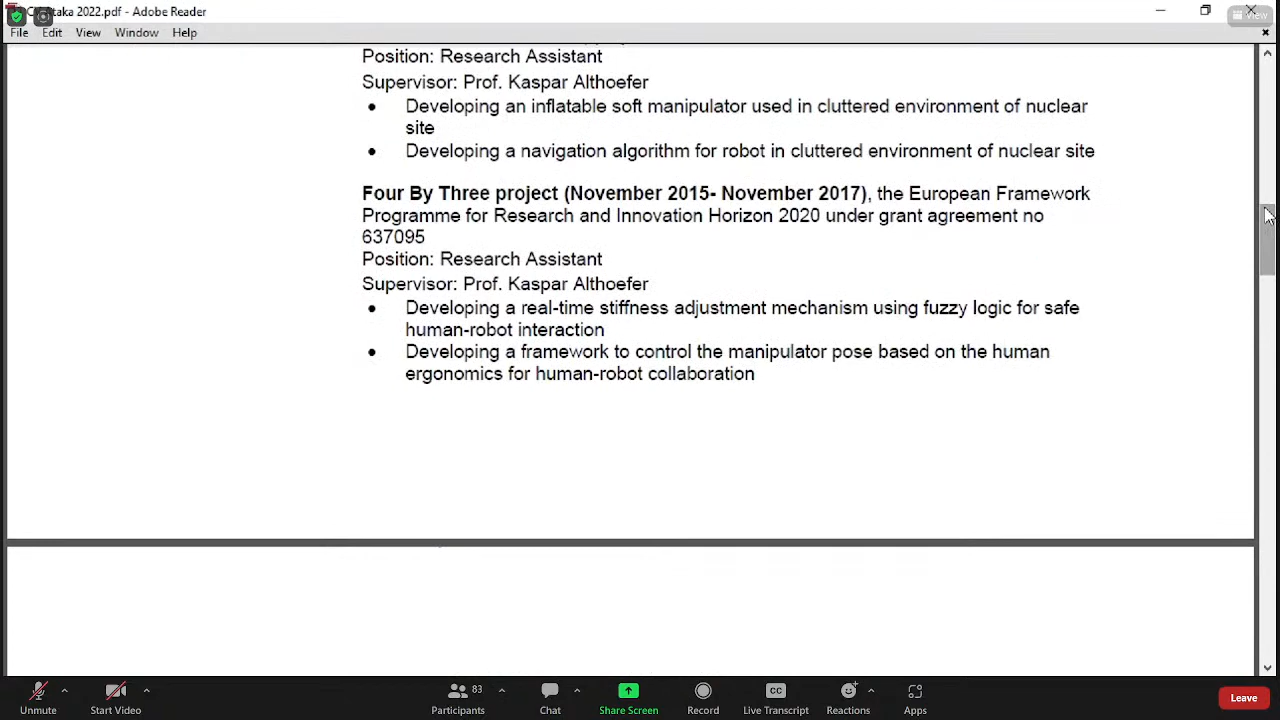 taka 2022.pdf - Adobe Reader
View
File Edit View Window Help
Position: Research Assistant
Supervisor: Prof. Kaspar Althoefer
• Developing an inflatable soft manipulator used in cluttered environment of nuclear
site
• Developing a navigation algorithm for robot in cluttered environment of nuclear site
Four By Three project (November 2015- November 2017), the European Framework
Programme for Research and Innovation Horizon 2020 under grant agreement no
637095
Position: Research Assistant
Supervisor: Prof. Kaspar Althoefer
• Developing a real-time stiffness adjustment mechanism using fuzzy logic for safe
human-robot interaction
• Developing a framework to control the manipulator pose based on the human
ergonomics for human-robot collaboration
83
CC
Unmute Start Video Participants Chat Share Screen Record Live Transcript Reactions Apps Leave